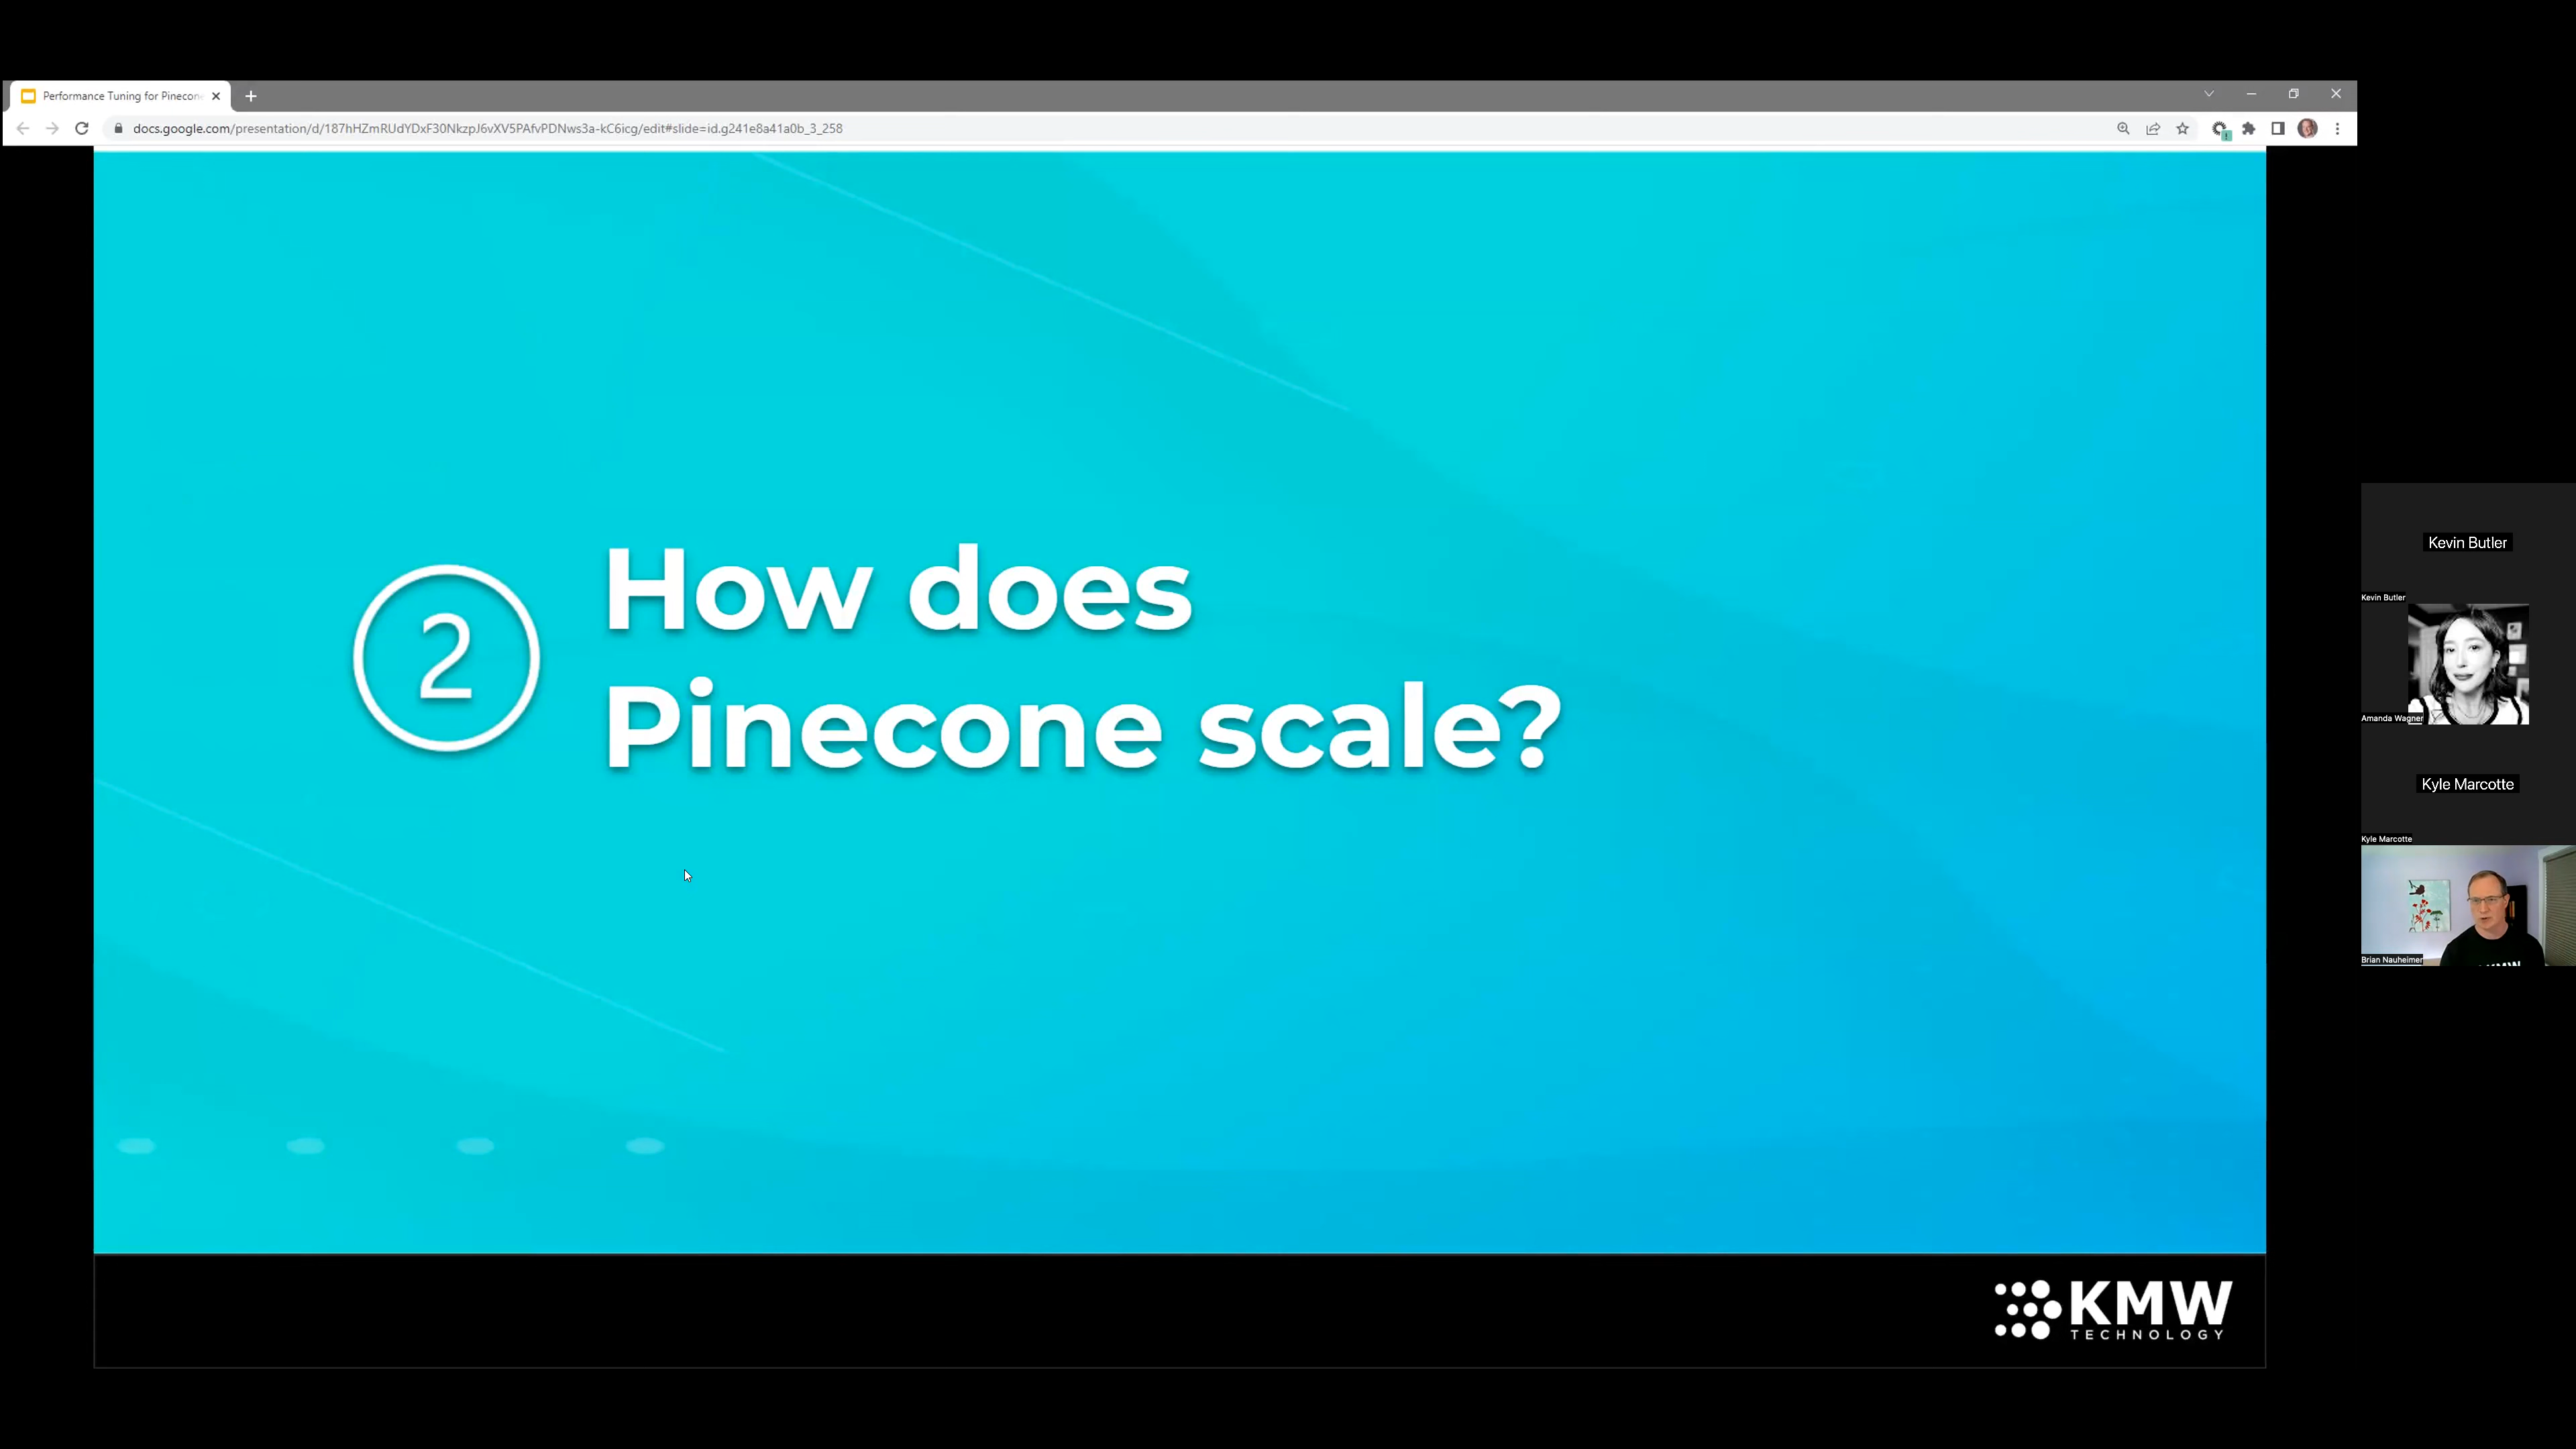 Performance Tuning for Pinecone
docs.google.com/presentation/d/187hHZmRUdYDxF30NkzpJ6vXV5PAfvPDNws3a-kC6icg/edit#slide=id.g241e8a41a0b_3_258
2
How does
Pinecone scale?
Kevin Butler
Kevin Butler
Amanda Wagner
Kyle Marcotte
Kyle Marcotte
Brian Nauheimer
KMW
TECHNOLOGY